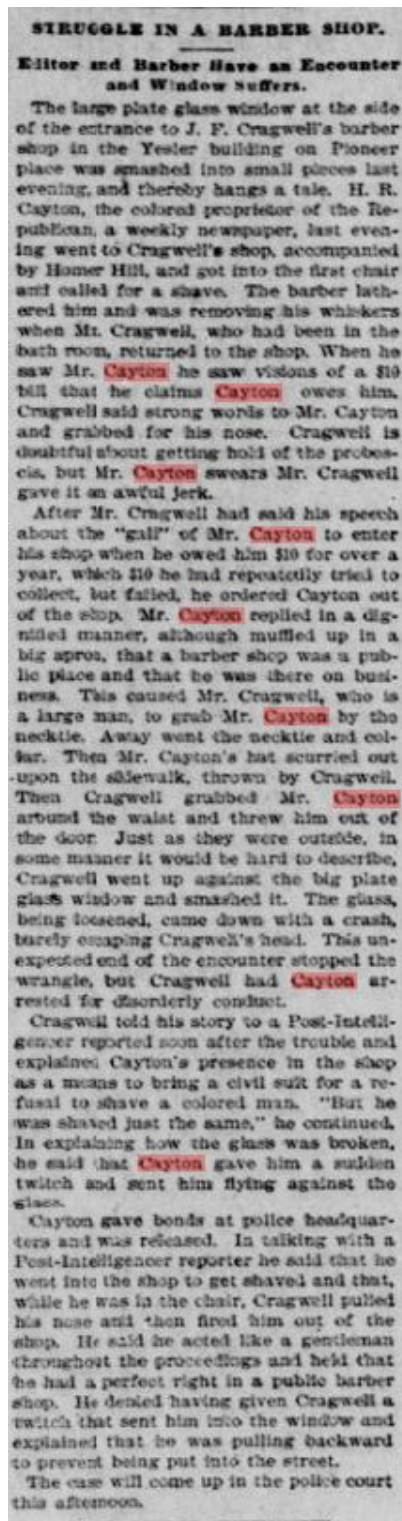 STRUGGLE IN A BARBER SHOP.
Editor and Barber Have an Encounter
and Window Suffers.
The large plate glass window at the side
of the entrance to J. F. Cragwell's barber
shop in the Yesler building on Pioneer
place was smashed into small pieces last
evening, and thereby hangs a tale. H. R.
Cayton, the colored proprietor of the Re-
publican, a weekly newspaper, last even-
ing went to Cragwell's shop, accompanied
by Homer Hill, and got into the first chair
and called for a shave. The barber lath-
ered him and was removing his whiskers
when Mr. Cragwell, who had been in the
bath room, returned to the shop. When he
saw Mr. Cayton he saw visions of a $10
bill that he claims Cayton owes him.
Cragwell said strong words to Mr. Cayton
and grabbed for his nose. Cragwell is
doubtful about getting hold of the probos-
cis, but Mr. Cayton swears Mr. Cragwell
gave it an awful jerk.
After Mr. Cragwell had said his speech
about the "gall" of Mr. Cayton to enter
his shop when he owed him $10 for over a
year, which $10 he had repeatedly tried to
collect, but failed, he ordered Cayton out
of the shop. Mr. Cayton replied in a dig-
nified manner, although muffled up in a
big apron, that a barber shop was a pub-
lic place and that he was there on busi-
ness. This caused Mr. Cragwell, who is
a large man, to grab Mr. Cayton by the
necktie. Away went the necktie and col-
lar. Then Mr. Cayton's hat scurried out
upon the sidewalk, thrown by Cragwell.
Then Cragwell grabbed Mr. Cayton
around the waist and threw him out of
the door. Just as they were outside, in
some manner it would be hard to describe,
Cragwell went up against the big plate
glass window and smashed it. The glass,
being loosened, came down with a crash,
barely escaping Cragwell's head. This un-
expected end of the encounter stopped the
wrangle, but Cragwell had Cayton ar-
rested for disorderly conduct.
Cragwell told his story to a Post-Intelli-
gencer reported soon after the trouble and
explained Cayton's presence in the shop
as a means to bring a civil suit for a re-
fusal to shave a colored man. "But he
was shaved just the same," he continued.
In explaining how the glass was broken,
he said that Cayton gave him a sudden
twitch and sent him flying against the
glass.
Cayton gave bonds at police headquar-
ters and was released. In talking with a
Post-Intelligencer reporter he said that he
went into the shop to get shaved and that,
while he was in the chair, Cragwell pulled
his nose and then fired him out of the
shop. He said he acted like a gentleman
throughout the proceedings and held that
he had a perfect right in a public barber
shop. He denied having given Cragwell a
twitch that sent him into the window and
explained that he was pulling backward
to prevent being put into the street.
The case will come up in the police court
this afternoon.